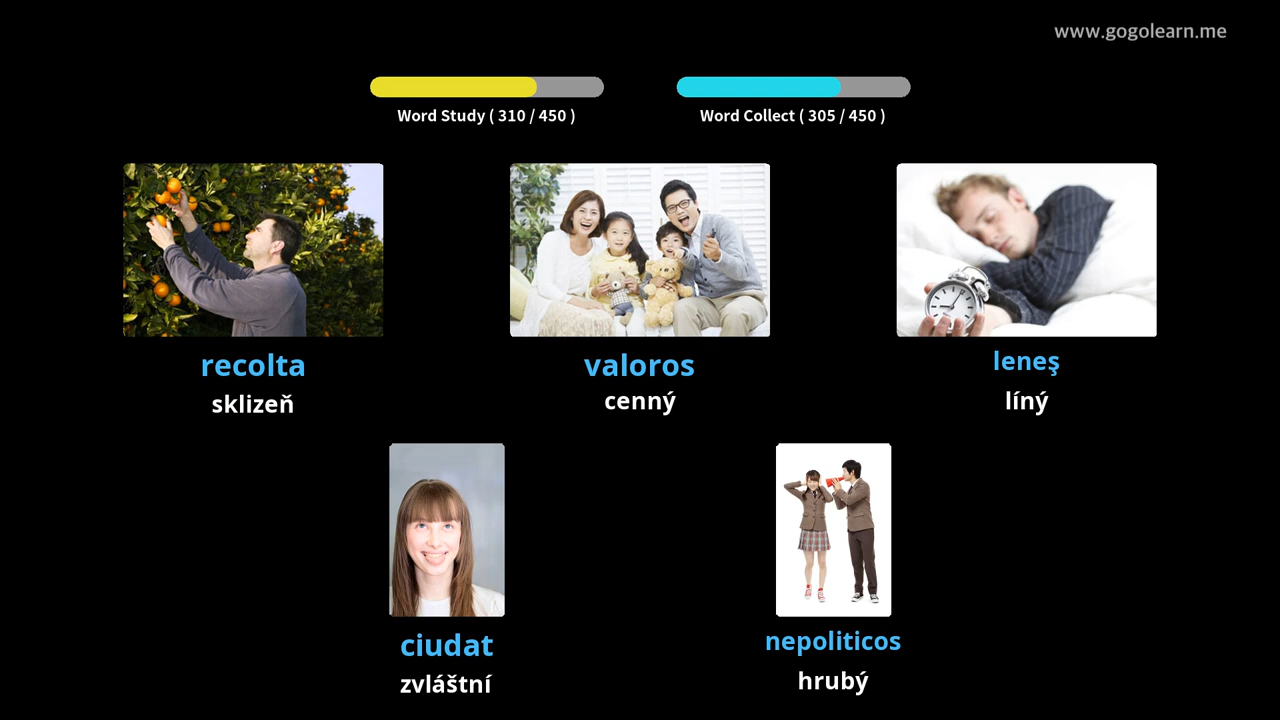 www.gogolearn.me
Word Study ( 310 / 450 )
Word Collect ( 305 / 450 )
recolta
valoros
leneş
sklizeň
cenný
líný
ciudat
nepoliticos
zvláštní
hrubý